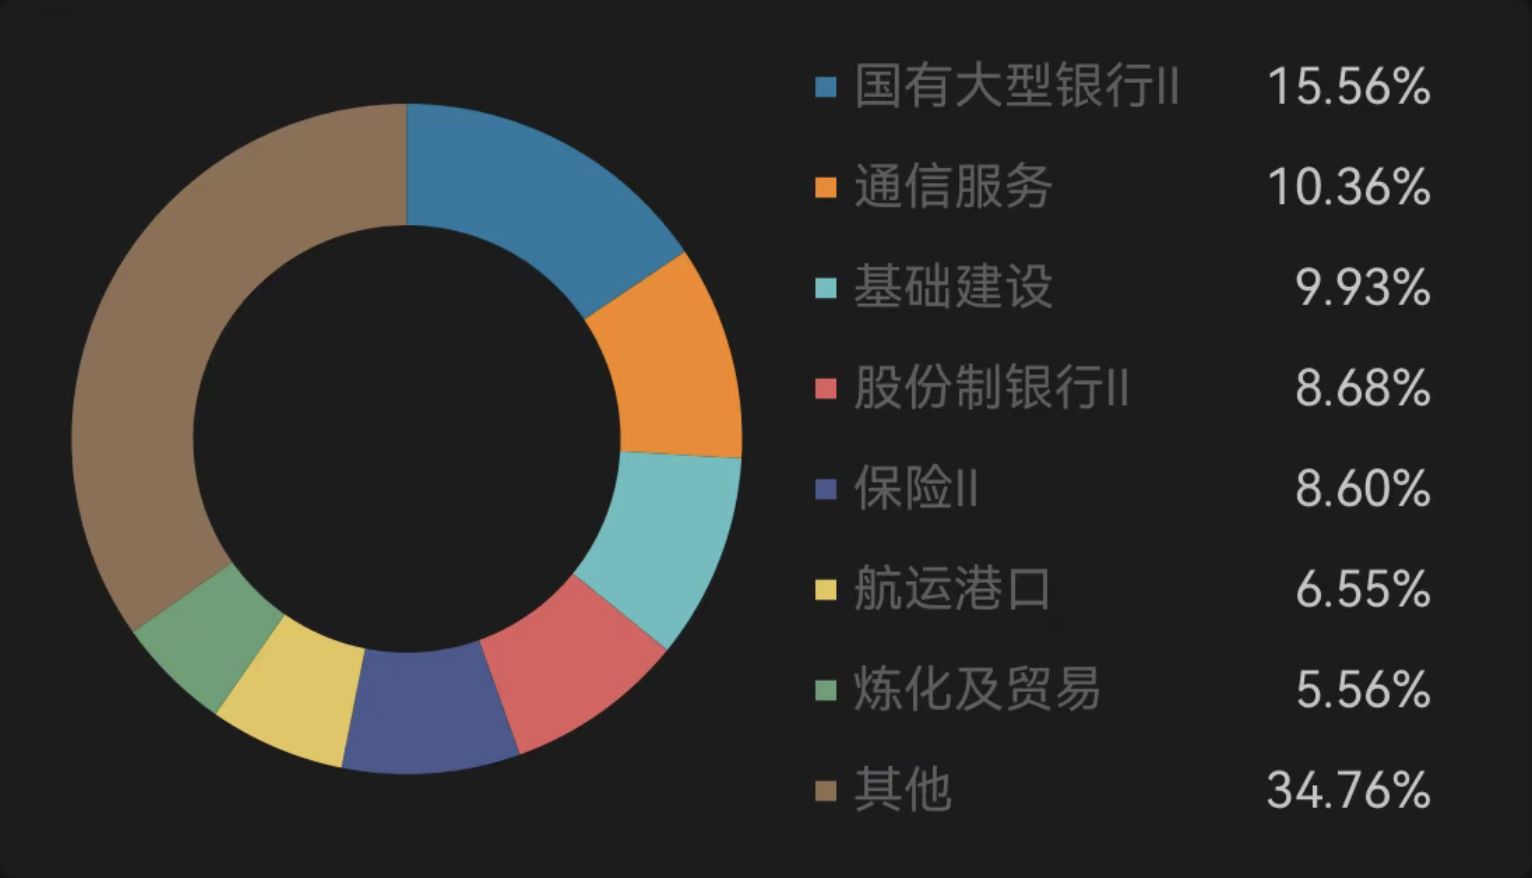 国有大型银行II 15.56%
通信服务 10.36%
基础建设 9.93%
股份制银行II 8.68%
保险II 8.60%
航运港口 6.55%
炼化及贸易 5.56%
其他 34.76%